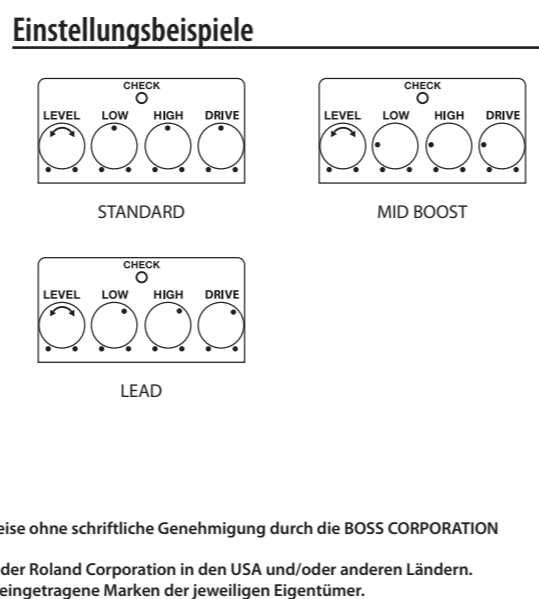 Einstellungsbeispiele
CHECK
LEVEL LOW HIGH DRIVE
STANDARD
CHECK
LEVEL LOW HIGH DRIVE
MID BOOST
CHECK
LEVEL LOW HIGH DRIVE
LEAD
eise ohne schriftliche Genehmigung durch die BOSS CORPORATION
der Roland Corporation in den USA und/oder anderen Ländern.
eingetragene Marken der jeweiligen Eigentümer.